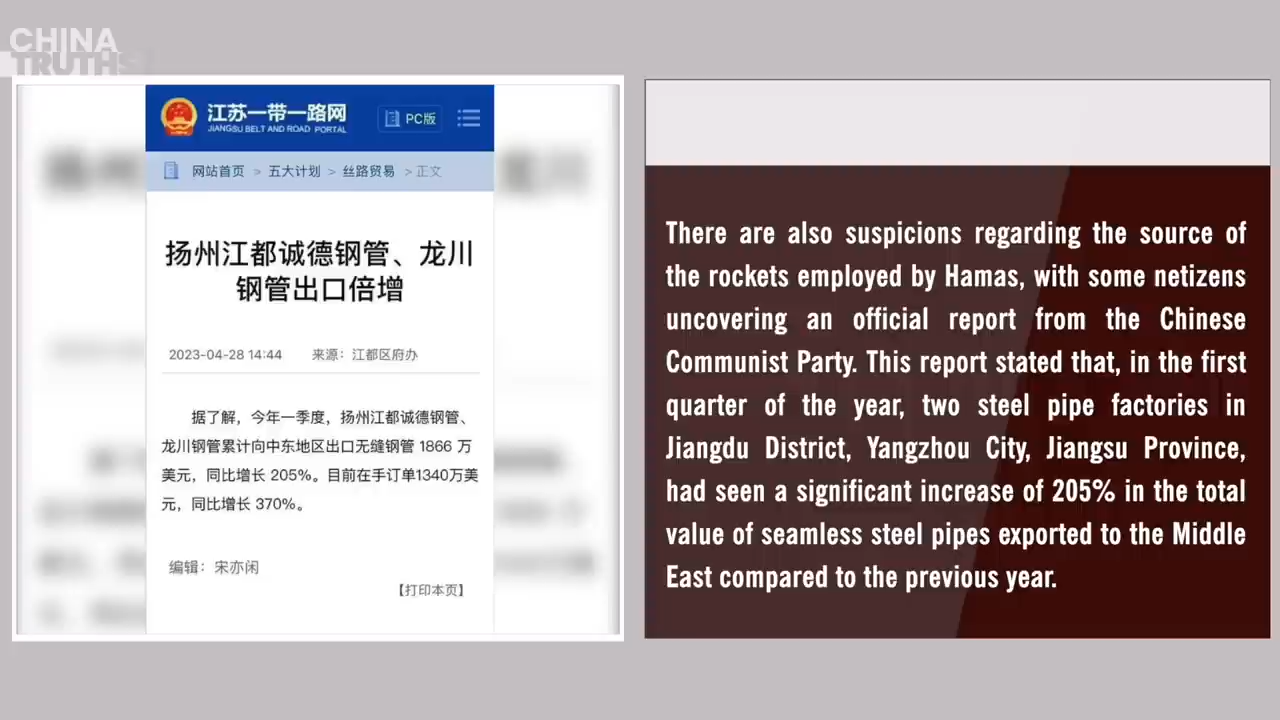 CHINA
TRUTHS
江苏一带一路网
JIANGSU BELT AND ROAD PORTAL
PC版
网站首页 > 五大计划 > 丝路贸易 > 正文
扬州江都诚德钢管、龙川
钢管出口倍增
2023-04-28 14:44 来源：江都区府办
据了解，今年一季度，扬州江都诚德钢管、
龙川钢管累计向中东地区出口无缝钢管 1866 万
美元，同比增长 205%。目前在手订单1340万美
元，同比增长 370%。
编辑：宋亦闲
【打印本页】
There are also suspicions regarding the source of
the rockets employed by Hamas, with some netizens
uncovering an official report from the Chinese
Communist Party. This report stated that, in the first
quarter of the year, two steel pipe factories in
Jiangdu District, Yangzhou City, Jiangsu Province,
had seen a significant increase of 205% in the total
value of seamless steel pipes exported to the Middle
East compared to the previous year.